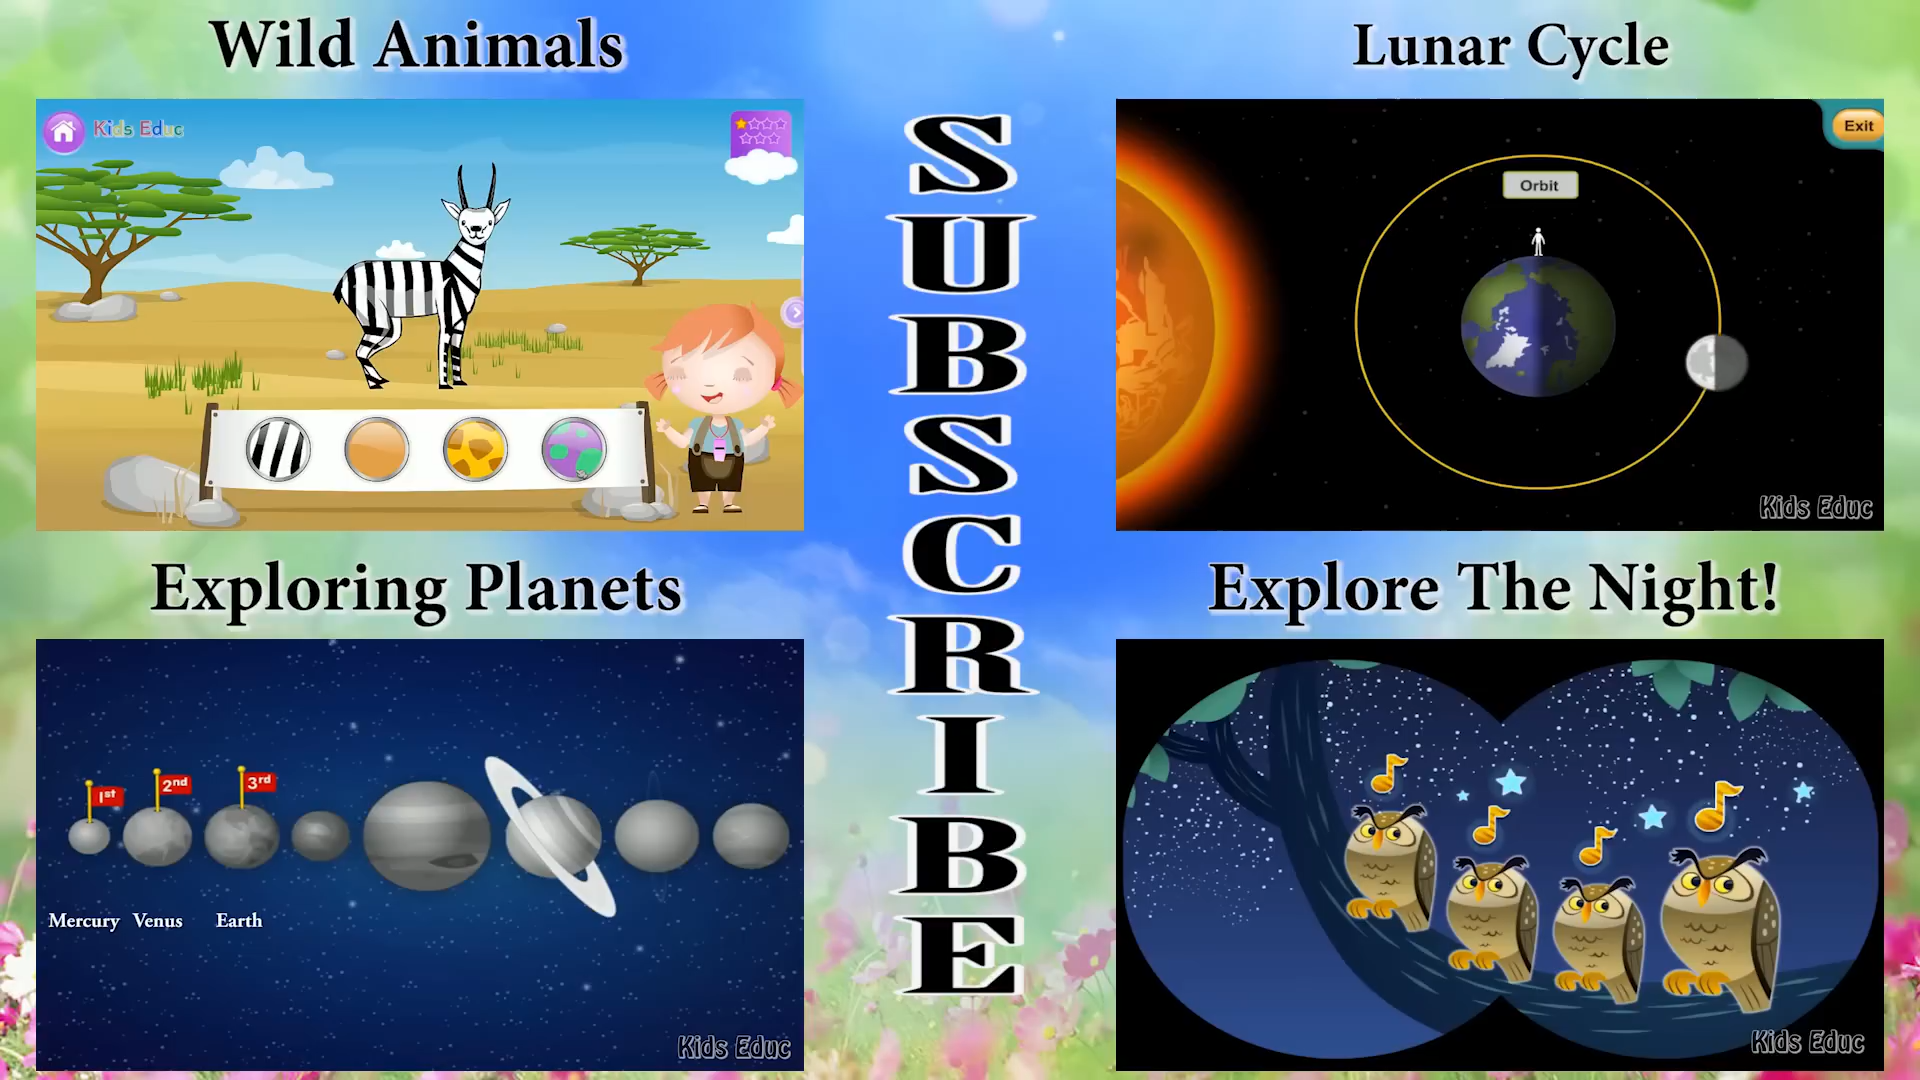 Wild Animals
Kids Educ
Lunar Cycle
Exit
Orbit
Kids Educ
SUBSCRIBE
Exploring Planets
1st
2nd
3rd
Mercury Venus Earth
Kids Educ
Explore The Night!
Kids Educ